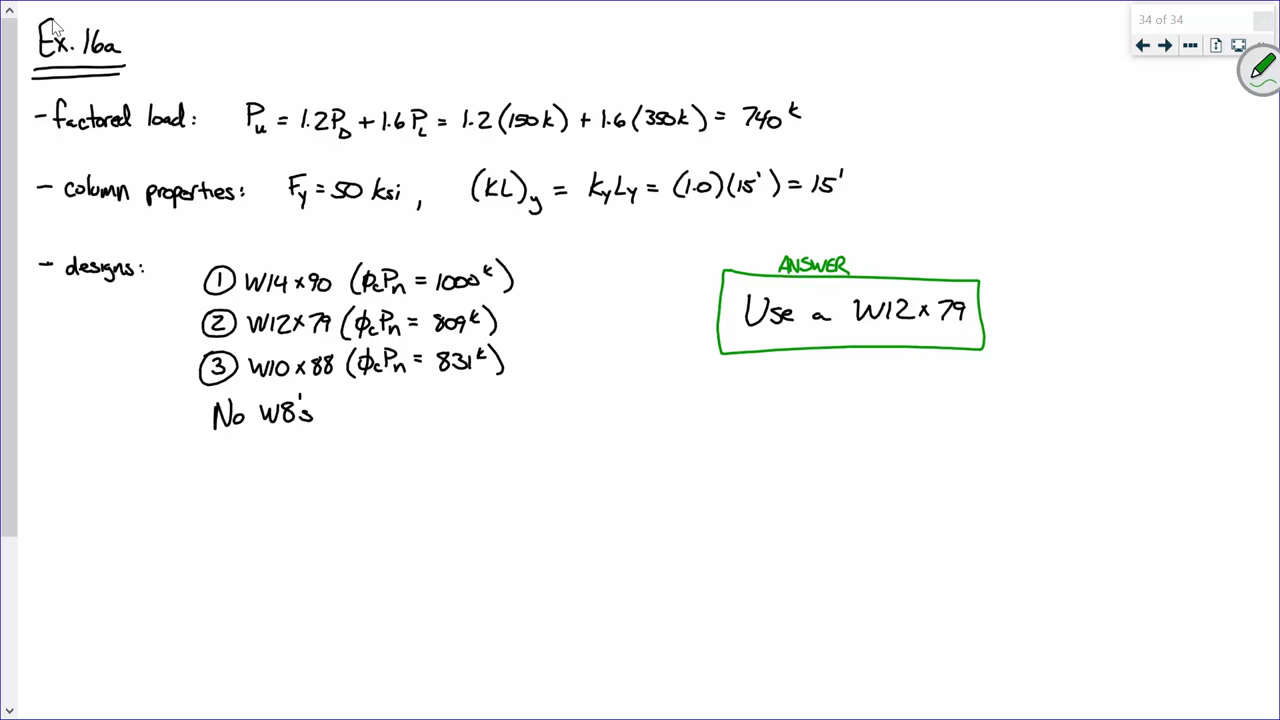 34 of 34
Ex. 16a
- factored load: Pu = 1.2PD + 1.6PL = 1.2(150k) + 1.6(350k) = 740k
- column properties: Fy = 50 ksi, (KL)y = KyLy = (1.0)(15') = 15'
- designs:
① W14×90 (ϕcPn = 1000k)
② W12×79 (ϕcPn = 809k)
③ W10×88 (ϕcPn = 831k)
No W8's
ANSWER
Use a W12×79